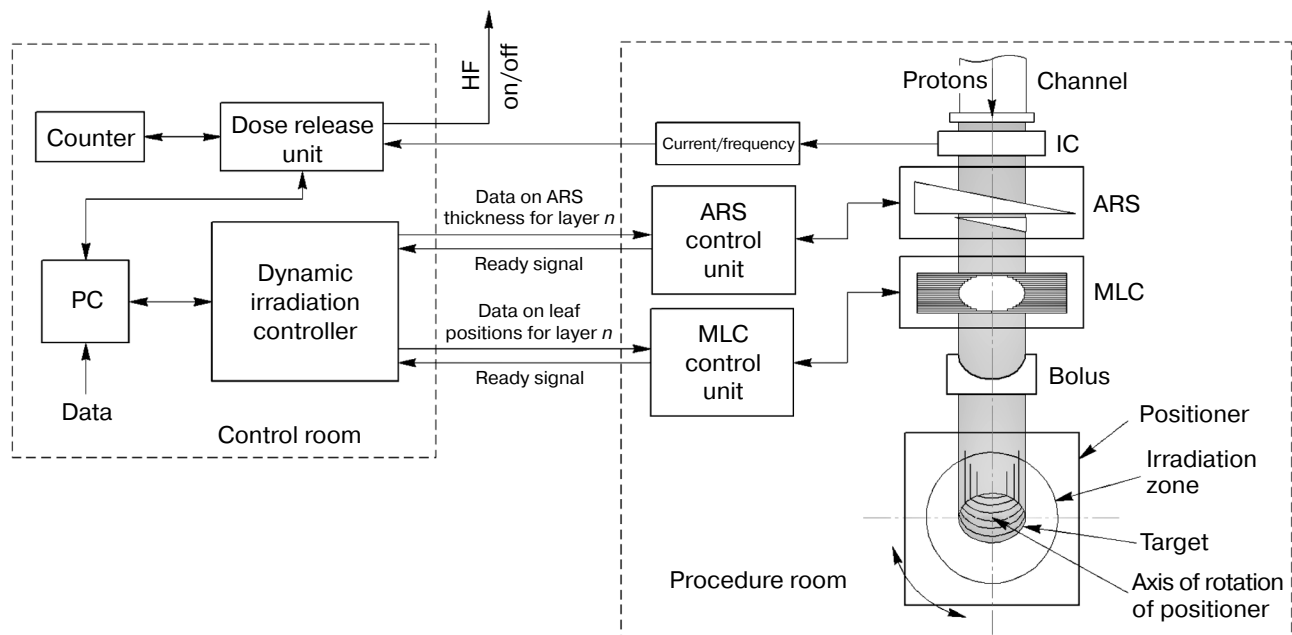 HF
on/off
Counter
Dose release
unit
Data on ARS
thickness for layer n
Ready signal
PC
Dynamic
irradiation
controller
Data on leaf
positions for layer n
Ready signal
Data
Control room
Protons
Channel
Current/frequency
IC
ARS
control
unit
ARS
MLC
control
unit
MLC
Bolus
Positioner
Irradiation
zone
Target
Axis of rotation
of positioner
Procedure room